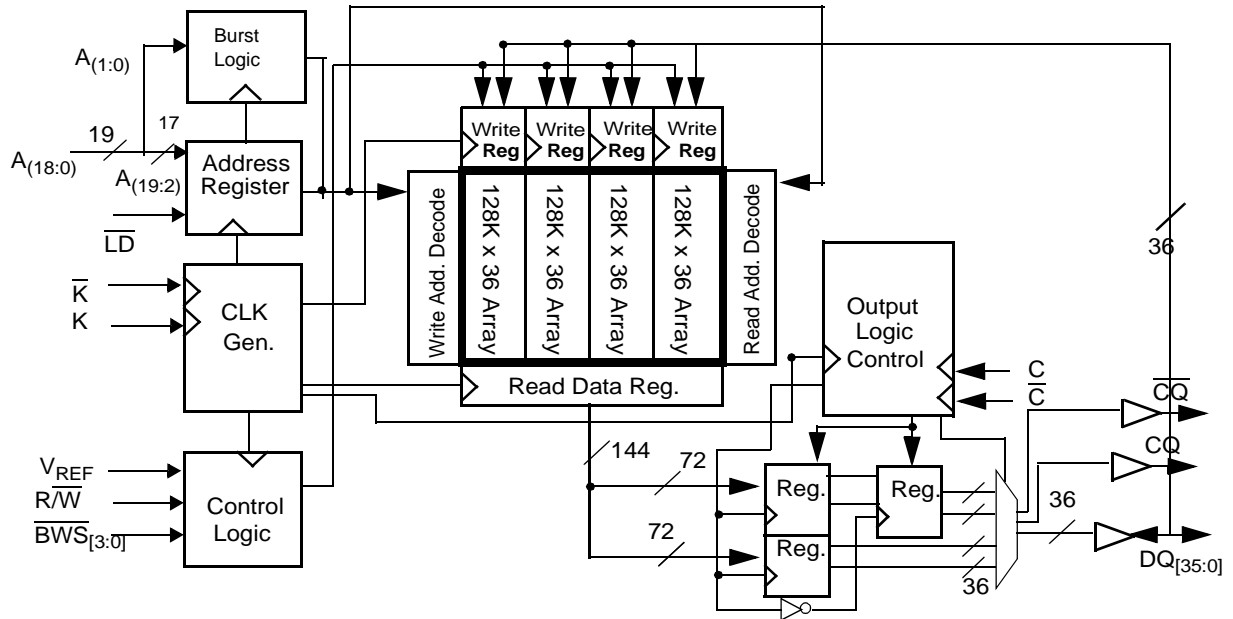 Burst
Logic
A(1:0)
19
17
A(18:0)
A(19:2)
Address
Register
L̅D̅
K̅
K
CLK
Gen.
VREF
R/W̅
B̅W̅S̅[3:0]
Control
Logic
Write Reg
Write Reg
Write Reg
Write Reg
Write Add. Decode
128K x 36 Array
128K x 36 Array
128K x 36 Array
128K x 36 Array
Read Add. Decode
Read Data Reg.
144
72
72
Output
Logic
Control
C
C̅
Reg.
Reg.
Reg.
36
36
36
C̅Q̅
CQ
DQ[35:0]